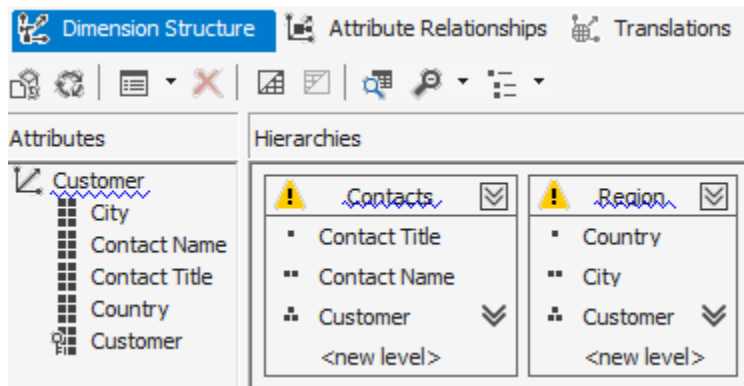 Dimension Structure Attribute Relationships Translations
Attributes
Hierarchies
Customer
City
Contact Name
Contact Title
Country
Customer
Contacts
Contact Title
Contact Name
Customer
<new level>
Region
Country
City
Customer
<new level>